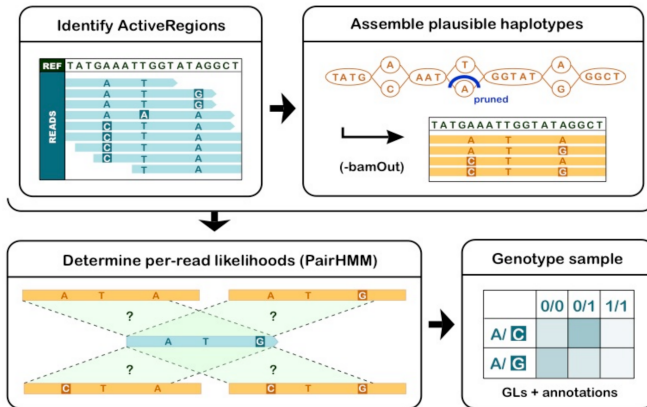 Identify ActiveRegions
REF TATGAAATTGGTATAGGCT
READS
A T
A T G
A T G
A A A
C T A
C T A
C T A
C T A
T A
Assemble plausible haplotypes
A T A
TATG AAT GGTAT GGCT
C A G
pruned
(-bamOut)
TATGAAATTGGTATAGGCT
A T A
A T G
C T A
C T G
Determine per-read likelihoods (PairHMM)
A T A A T G
? ?
A T G
? ?
C T A C T G
Genotype sample
0/0 0/1 1/1
A/ C
A/ G
GLs + annotations